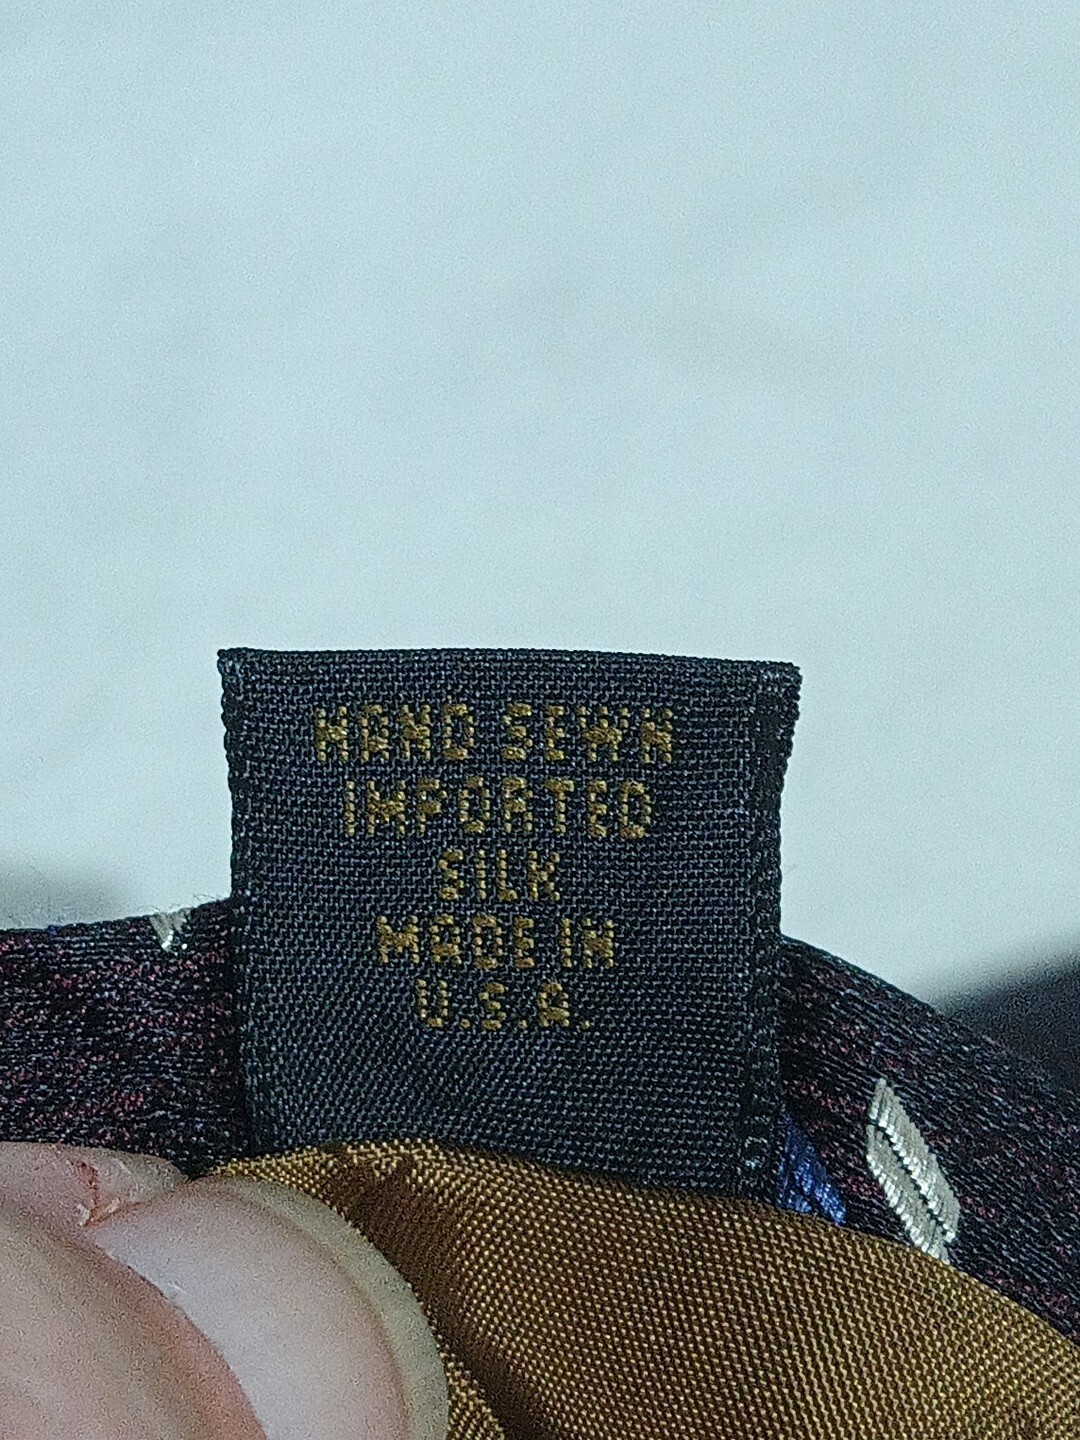 HAND SEWN
IMPORTED
SILK
MADE IN
U.S.A.